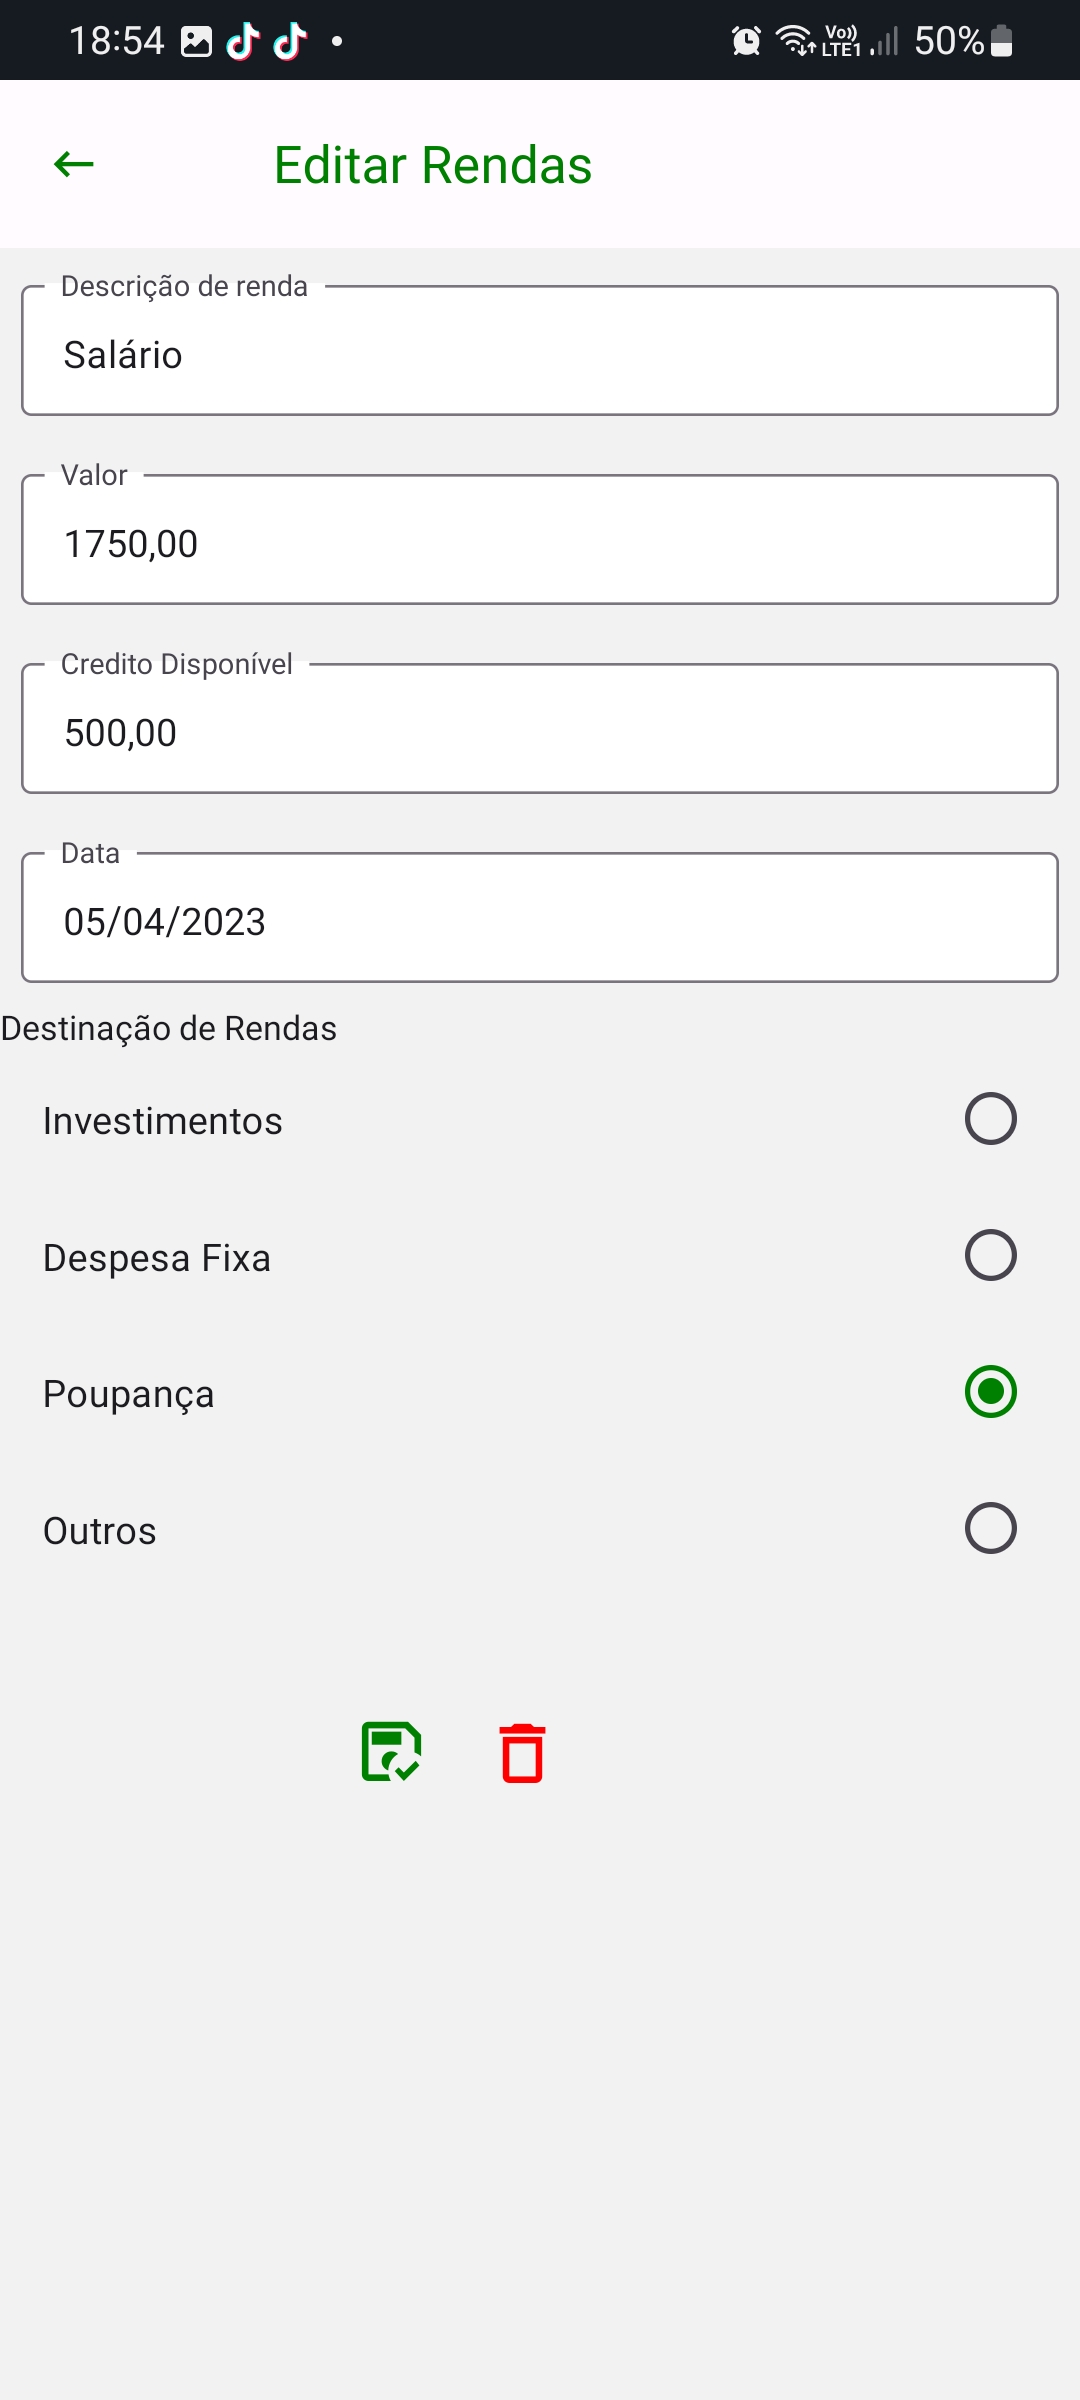 18:54
Vo)) LTE1 50%
Editar Rendas
Descrição de renda
Salário
Valor
1750,00
Credito Disponível
500,00
Data
05/04/2023
Destinação de Rendas
Investimentos
Despesa Fixa
Poupança
Outros